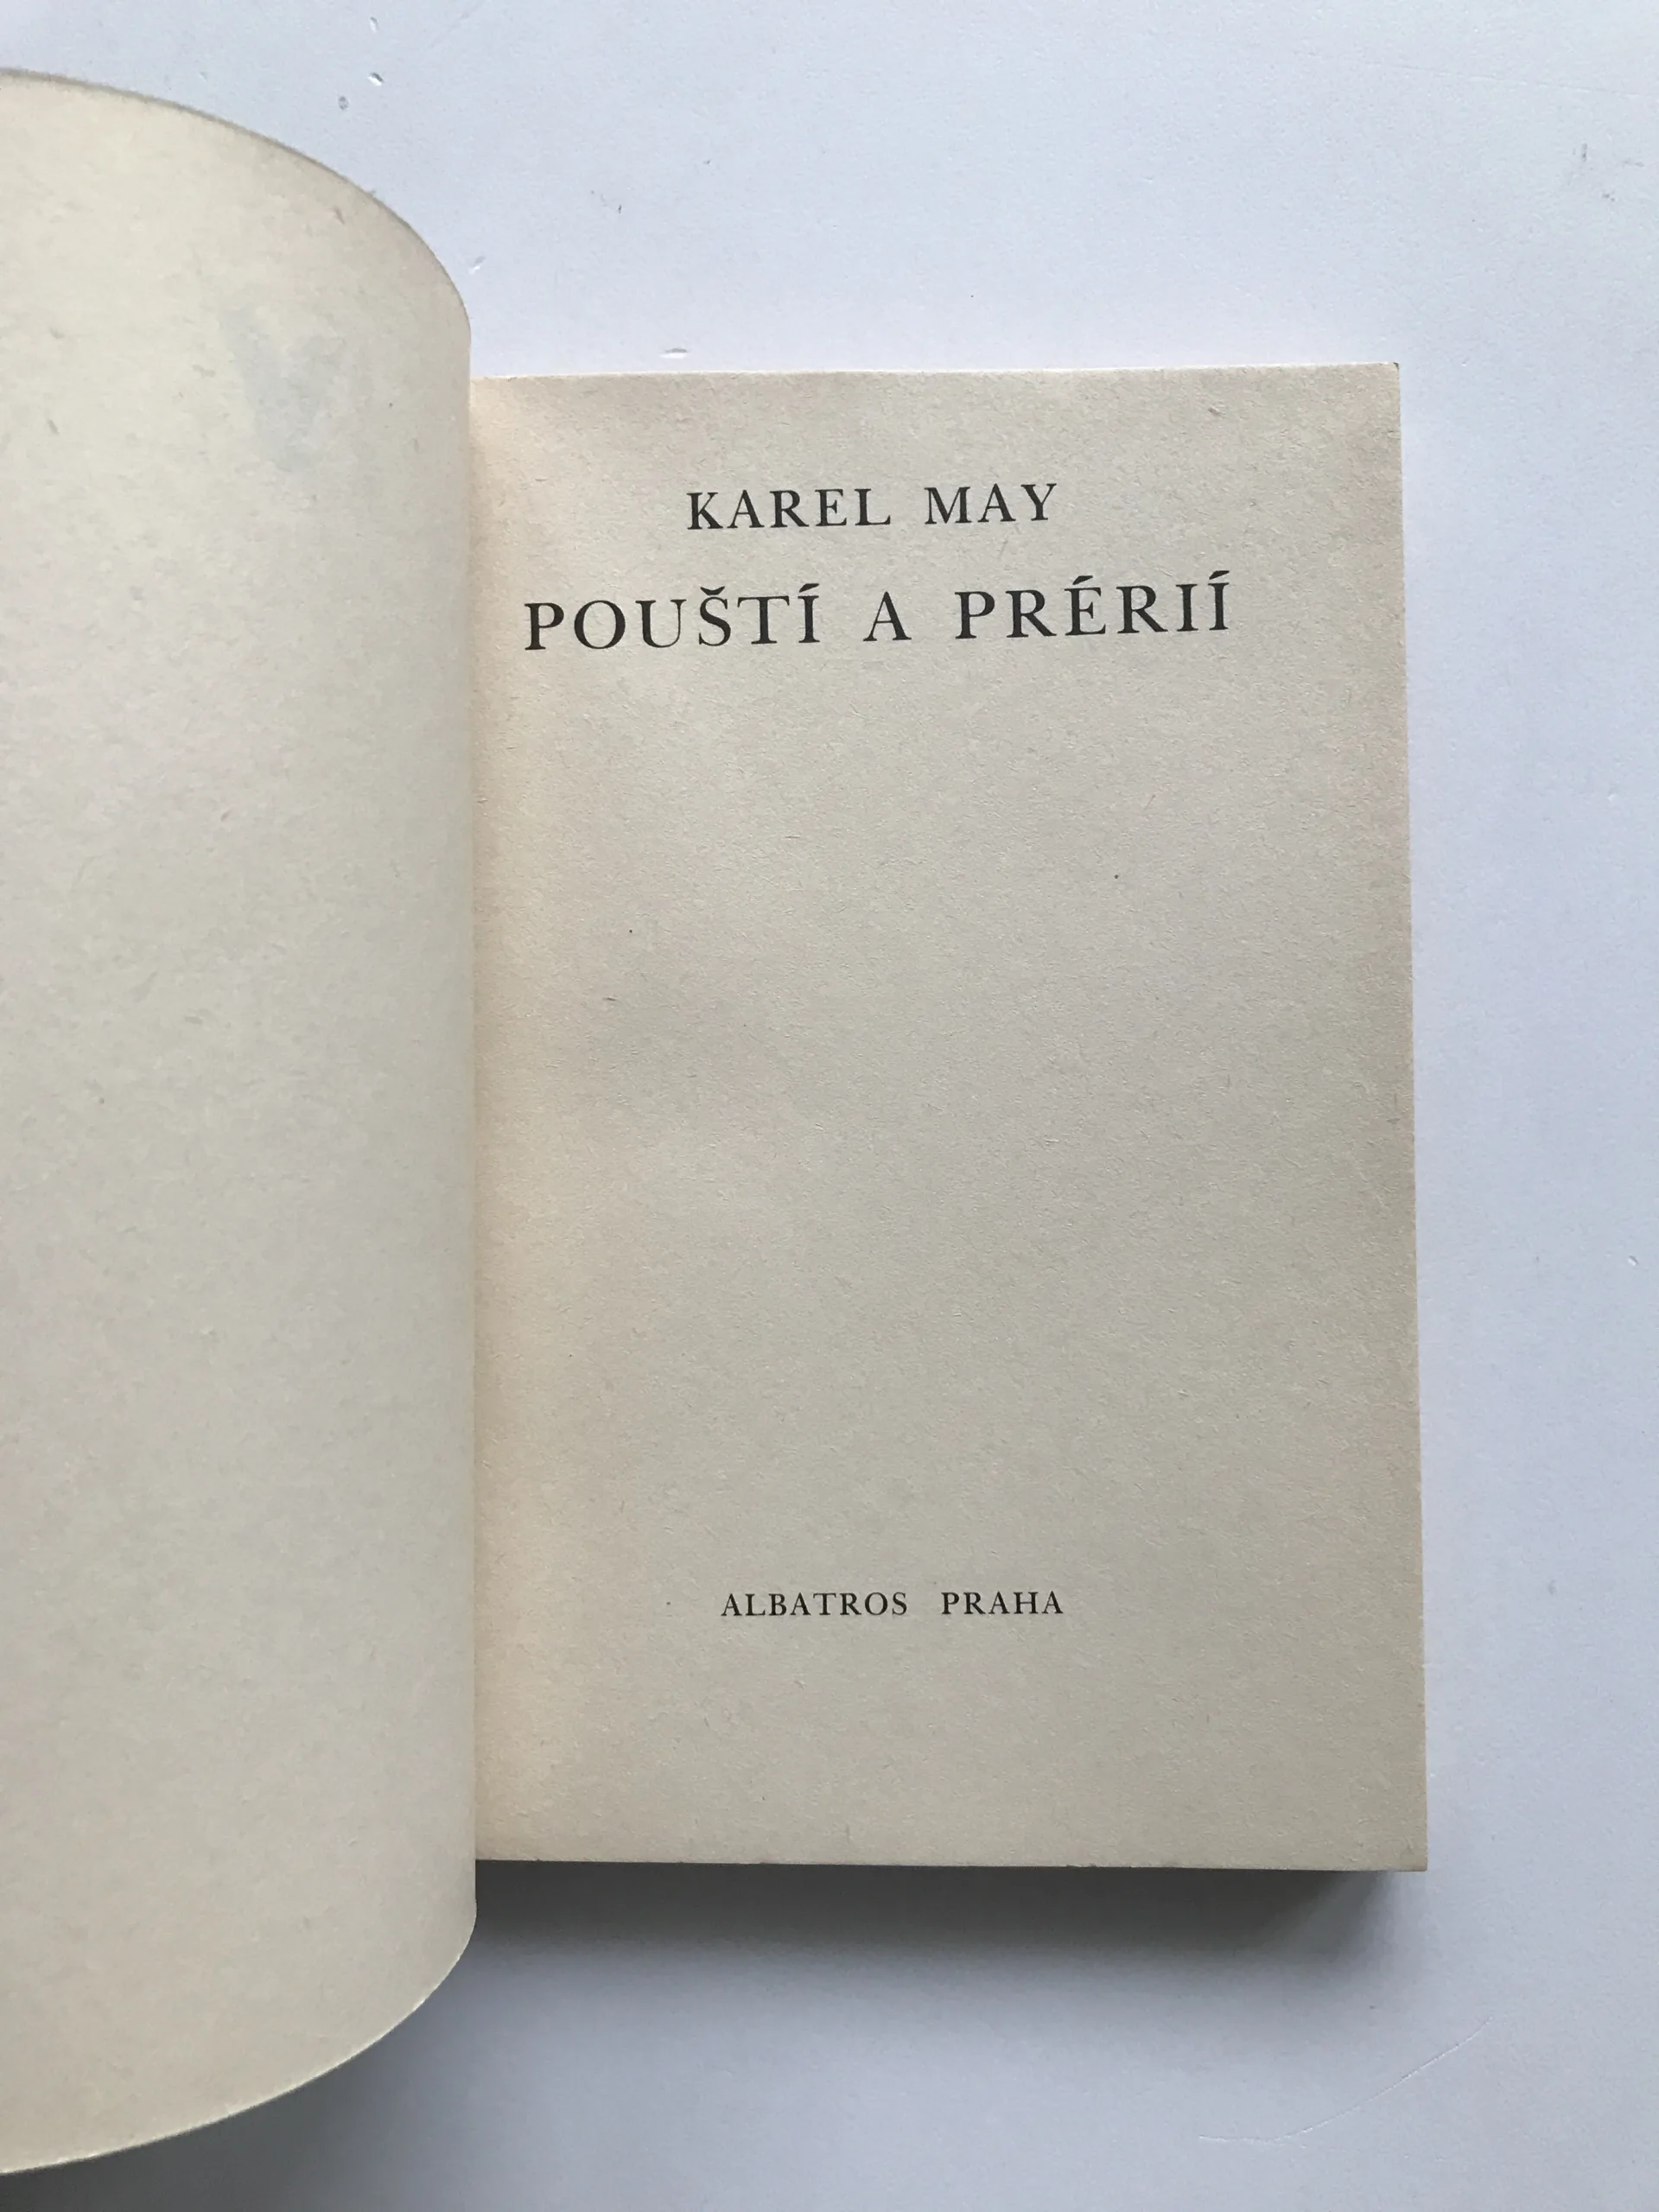 KAREL MAY
POUŠTÍ A PRÉRIÍ
ALBATROS PRAHA